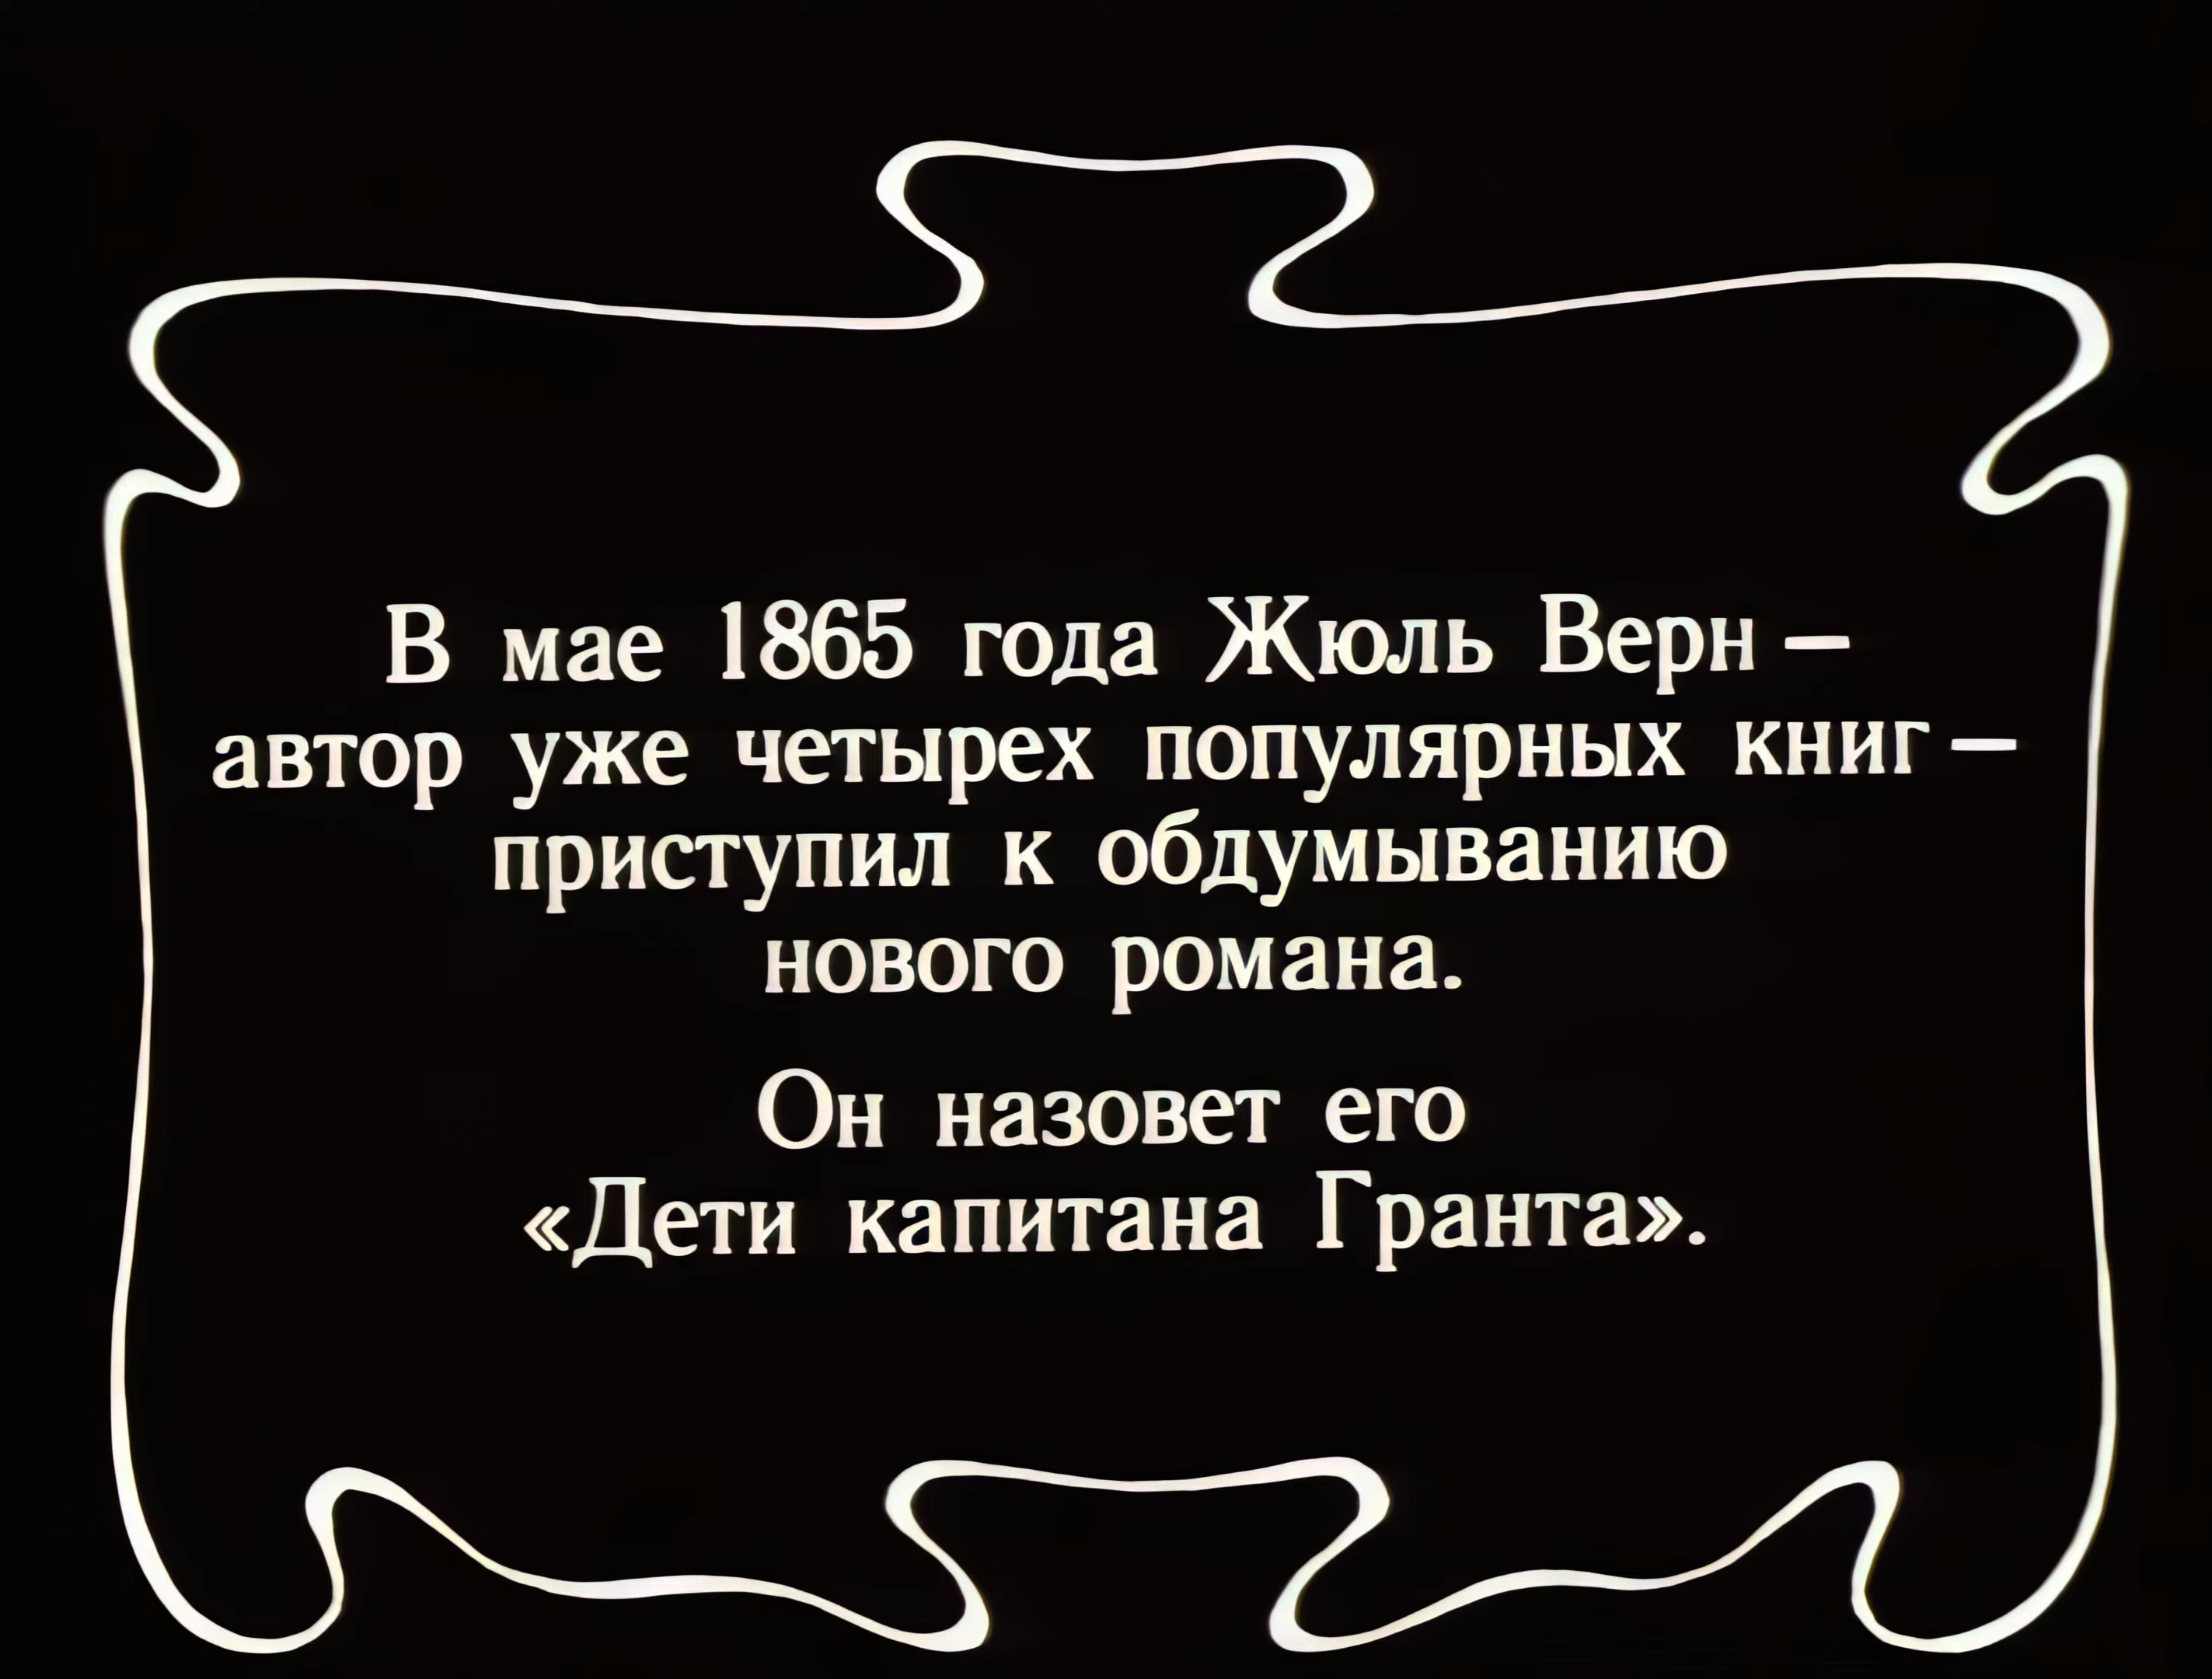 В мае 1865 года Жюль Верн —
автор уже четырех популярных книг —
приступил к обдумыванию
нового романа.
Он назовет его
«Дети капитана Гранта».